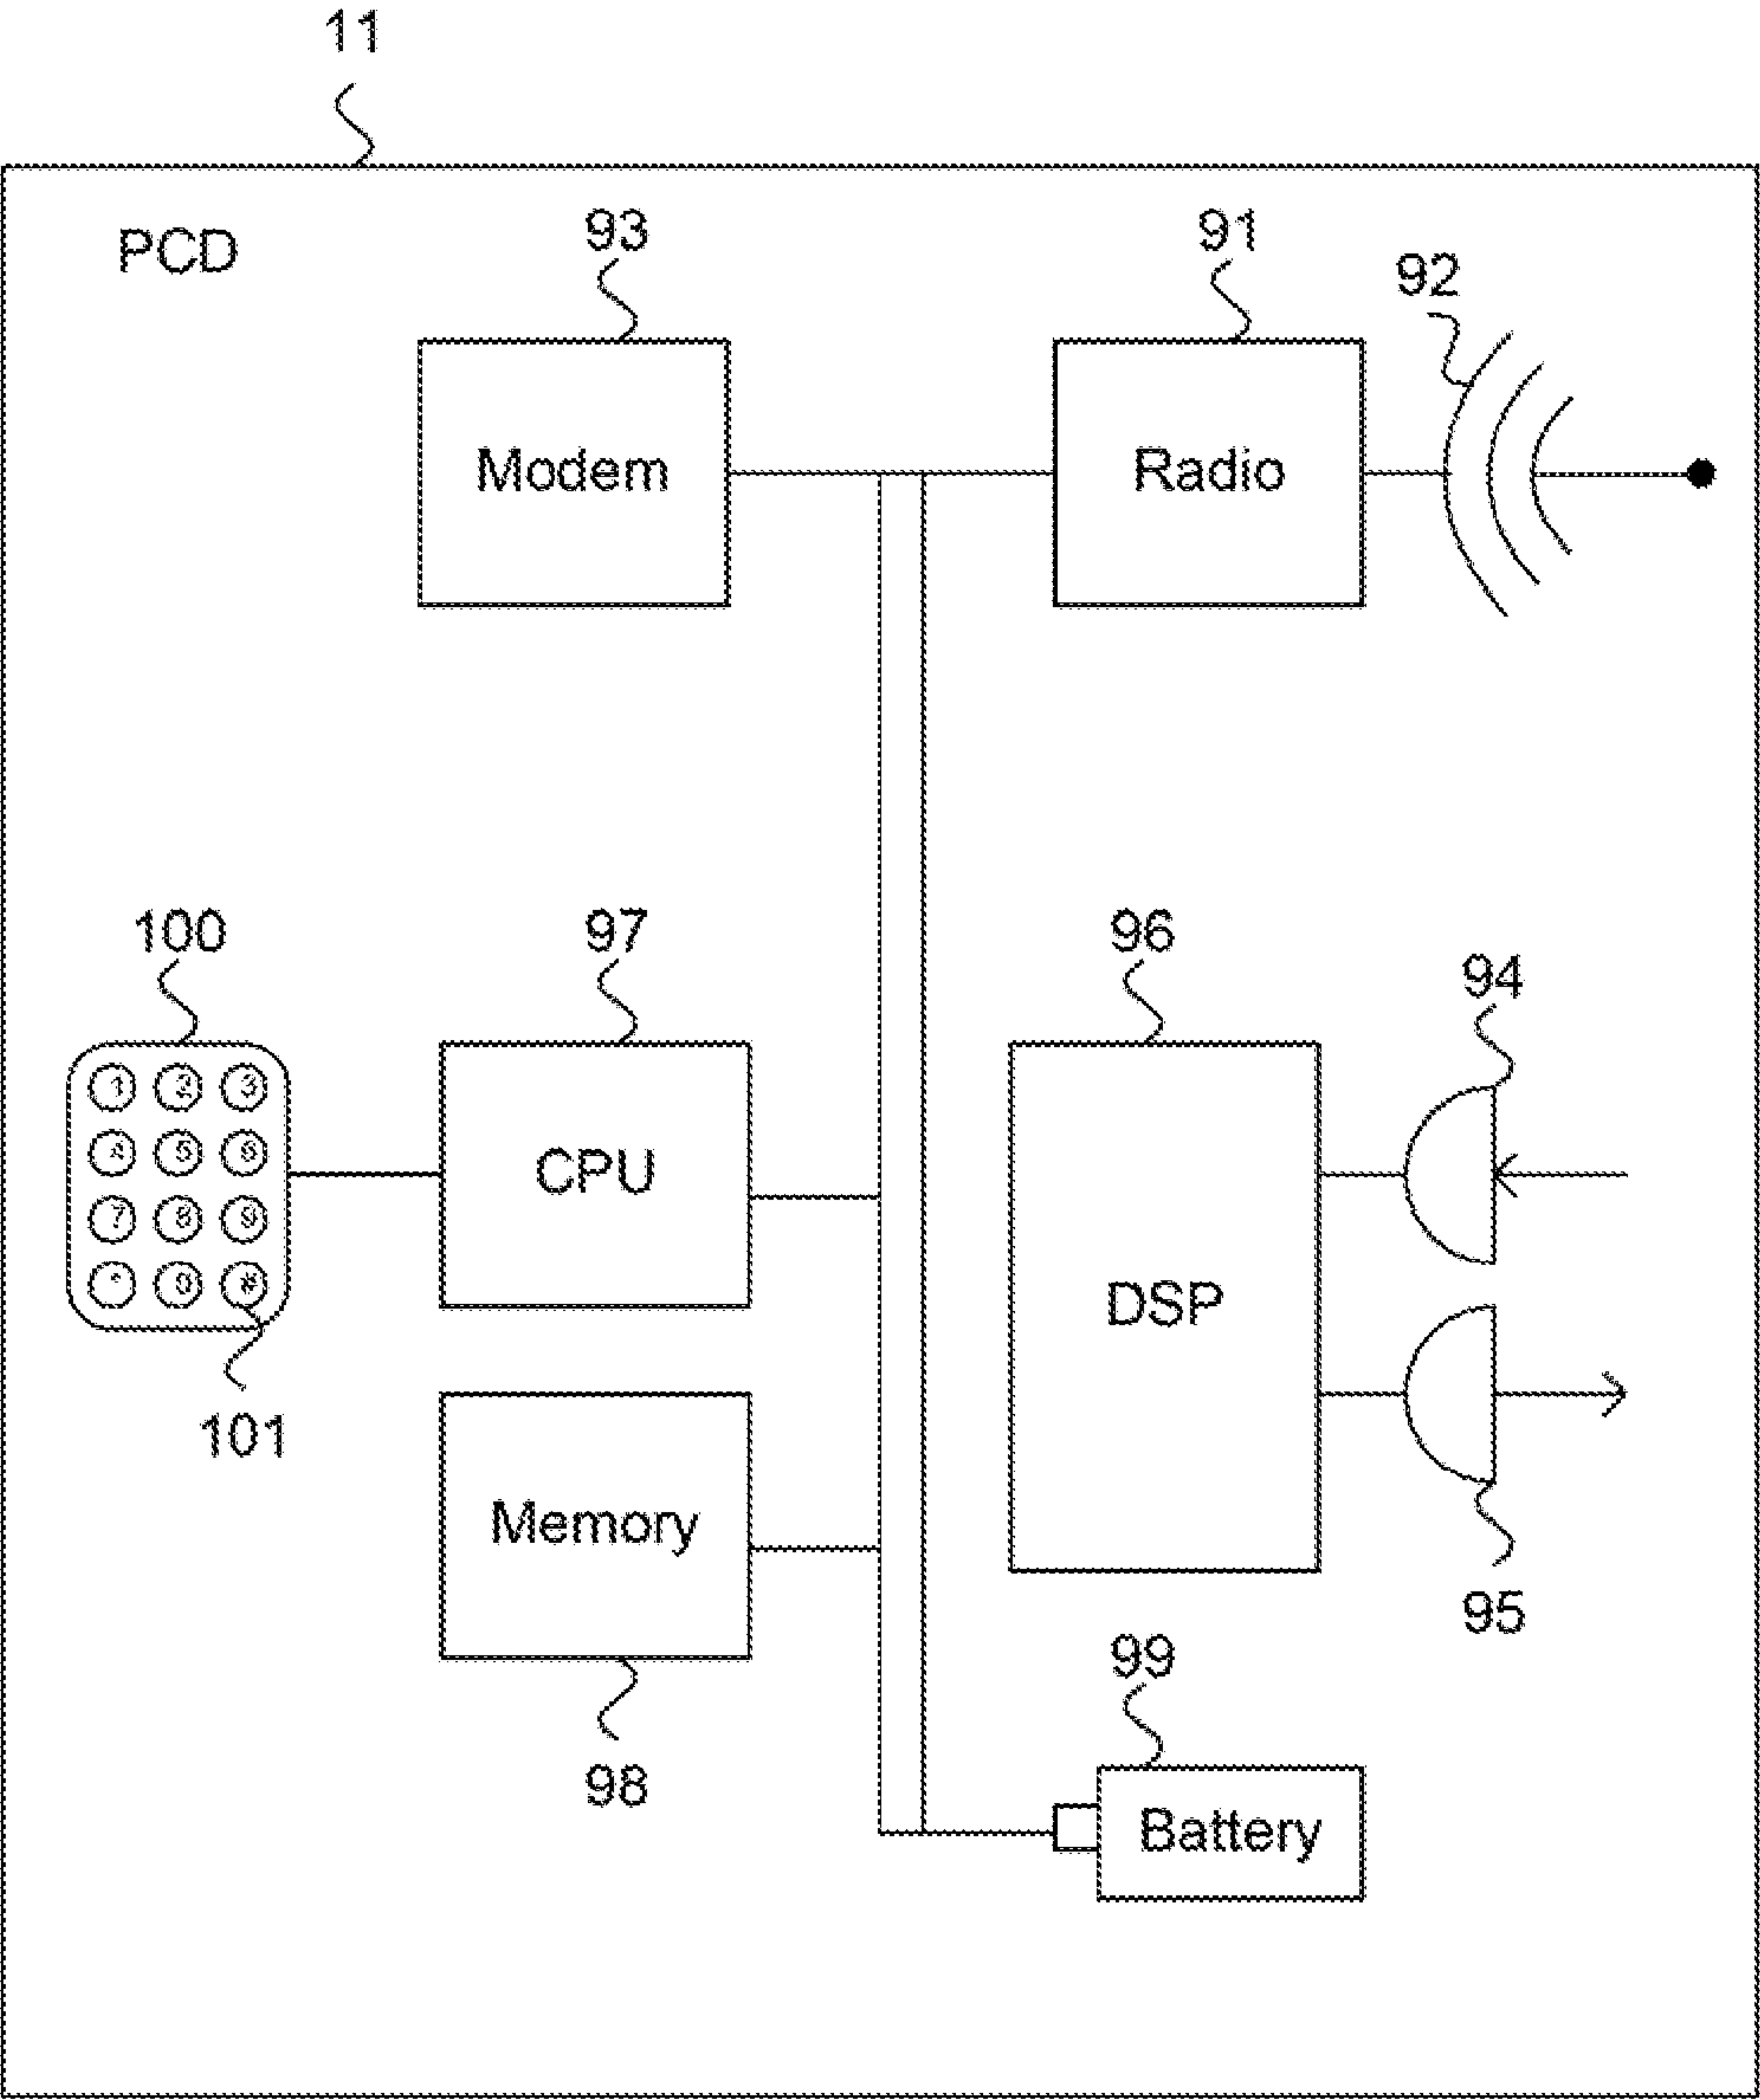 11
PCD
93
91
92
Modem
Radio
100
97
96
94
1 2 3
4 5 6
7 8 9
* 0 #
CPU
DSP
101
Memory
95
99
98
Battery